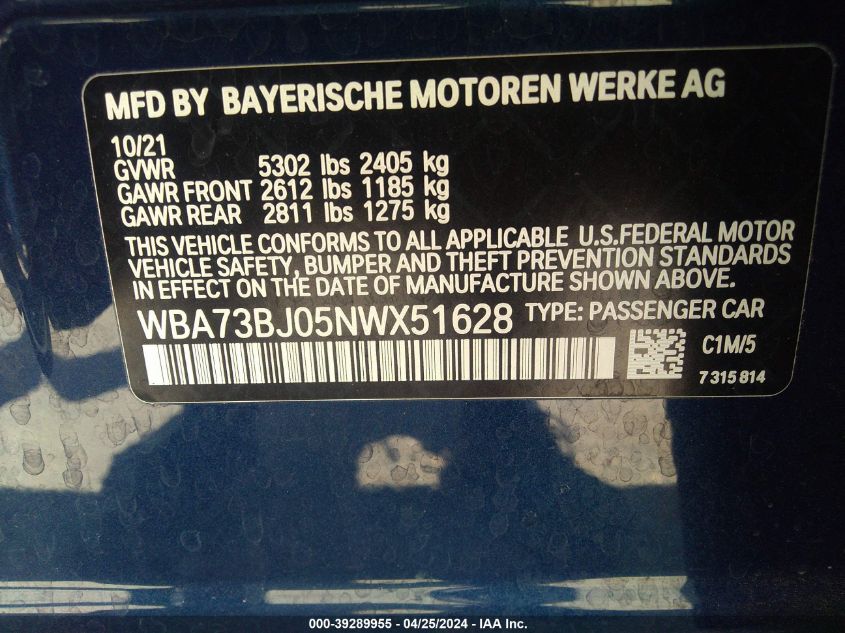 MFD BY BAYERISCHE MOTOREN WERKE AG
10/21
GVWR 5302 lbs 2405 kg
GAWR FRONT 2612 lbs 1185 kg
GAWR REAR 2811 lbs 1275 kg
THIS VEHICLE CONFORMS TO ALL APPLICABLE U.S.FEDERAL MOTOR
VEHICLE SAFETY, BUMPER AND THEFT PREVENTION STANDARDS
IN EFFECT ON THE DATE OF MANUFACTURE SHOWN ABOVE.
WBA73BJ05NWX51628 TYPE: PASSENGER CAR
C1M/5
7 315 814
000-39289955 - 04/25/2024 - IAA Inc.